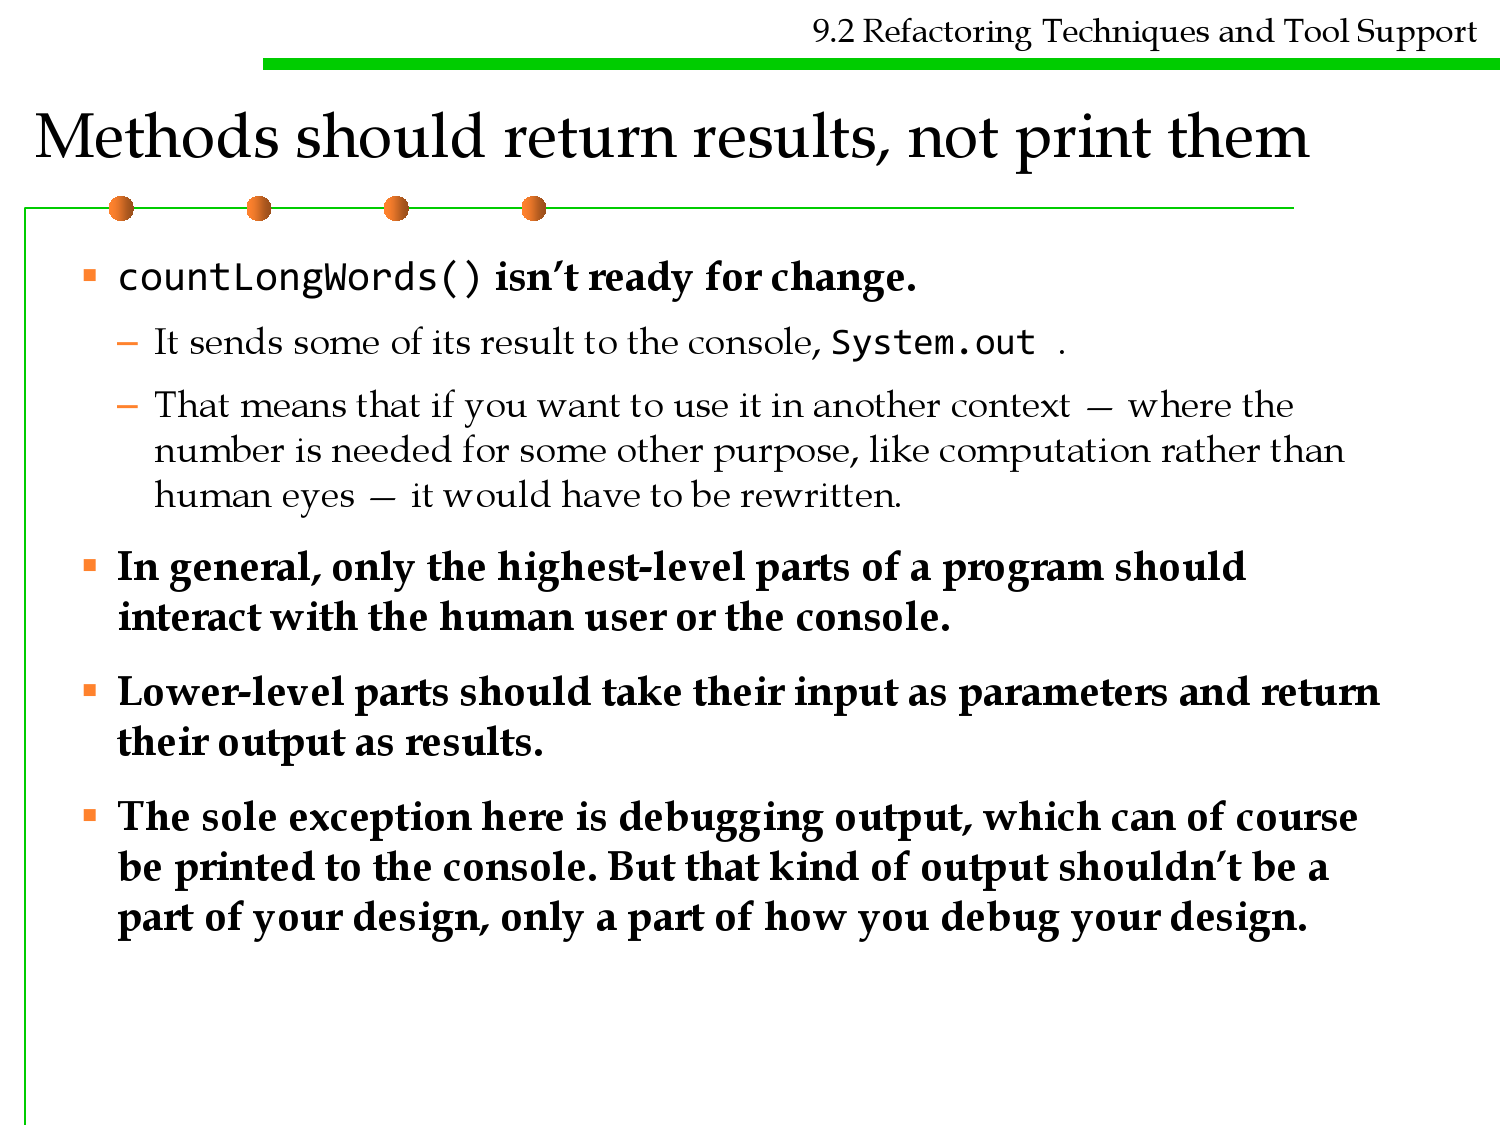 9.2 Refactoring Techniques and Tool Support
Methods should return results, not print them
▪ countLongWords() isn’t ready for change.
– It sends some of its result to the console, System.out .
– That means that if you want to use it in another context — where the
number is needed for some other purpose, like computation rather than
human eyes — it would have to be rewritten.
▪ In general, only the highest-level parts of a program should
interact with the human user or the console.
▪ Lower-level parts should take their input as parameters and return
their output as results.
▪ The sole exception here is debugging output, which can of course
be printed to the console. But that kind of output shouldn’t be a
part of your design, only a part of how you debug your design.